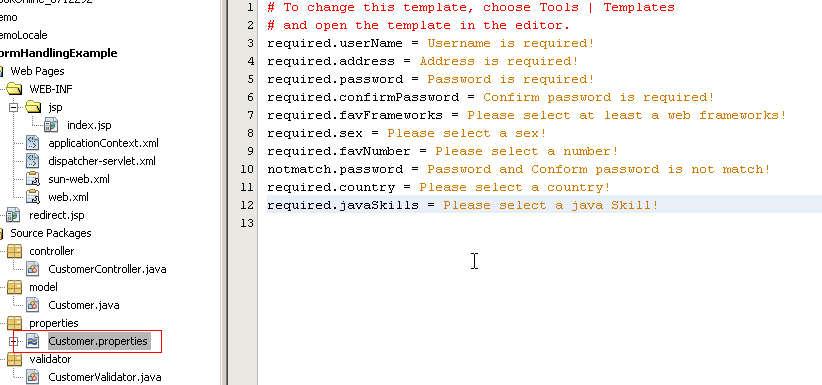 ookOnline_0712292
emo
emoLocale
ormHandlingExample
Web Pages
WEB-INF
jsp
index.jsp
applicationContext.xml
dispatcher-servlet.xml
sun-web.xml
web.xml
redirect.jsp
Source Packages
controller
CustomerController.java
model
Customer.java
properties
Customer.properties
validator
CustomerValidator.java
1 # To change this template, choose Tools | Templates
2 # and open the template in the editor.
3 required.userName = Username is required!
4 required.address = Address is required!
5 required.password = Password is required!
6 required.confirmPassword = Confirm password is required!
7 required.favFrameworks = Please select at least a web frameworks!
8 required.sex = Please select a sex!
9 required.favNumber = Please select a number!
10 notmatch.password = Password and Conform password is not match!
11 required.country = Please select a country!
12 required.javaSkills = Please select a java Skill!
13